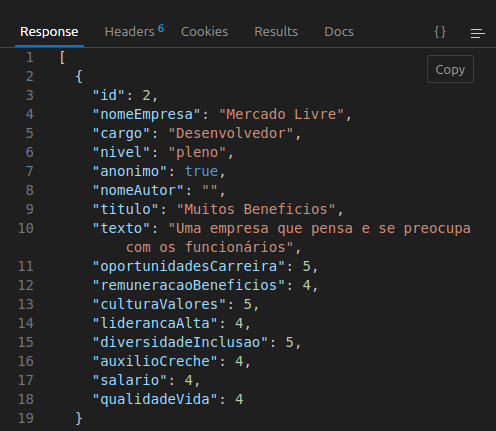 Response Headers 6 Cookies Results Docs {}
Copy
1 [
2 {
3 "id": 2,
4 "nomeEmpresa": "Mercado Livre",
5 "cargo": "Desenvolvedor",
6 "nivel": "pleno",
7 "anonimo": true,
8 "nomeAutor": "",
9 "titulo": "Muitos Beneficios",
10 "texto": "Uma empresa que pensa e se preocupa
com os funcionários",
11 "oportunidadesCarreira": 5,
12 "remuneracaoBeneficios": 4,
13 "culturaValores": 5,
14 "liderancaAlta": 4,
15 "diversidadeInclusao": 5,
16 "auxilioCreche": 4,
17 "salario": 4,
18 "qualidadeVida": 4
19 }